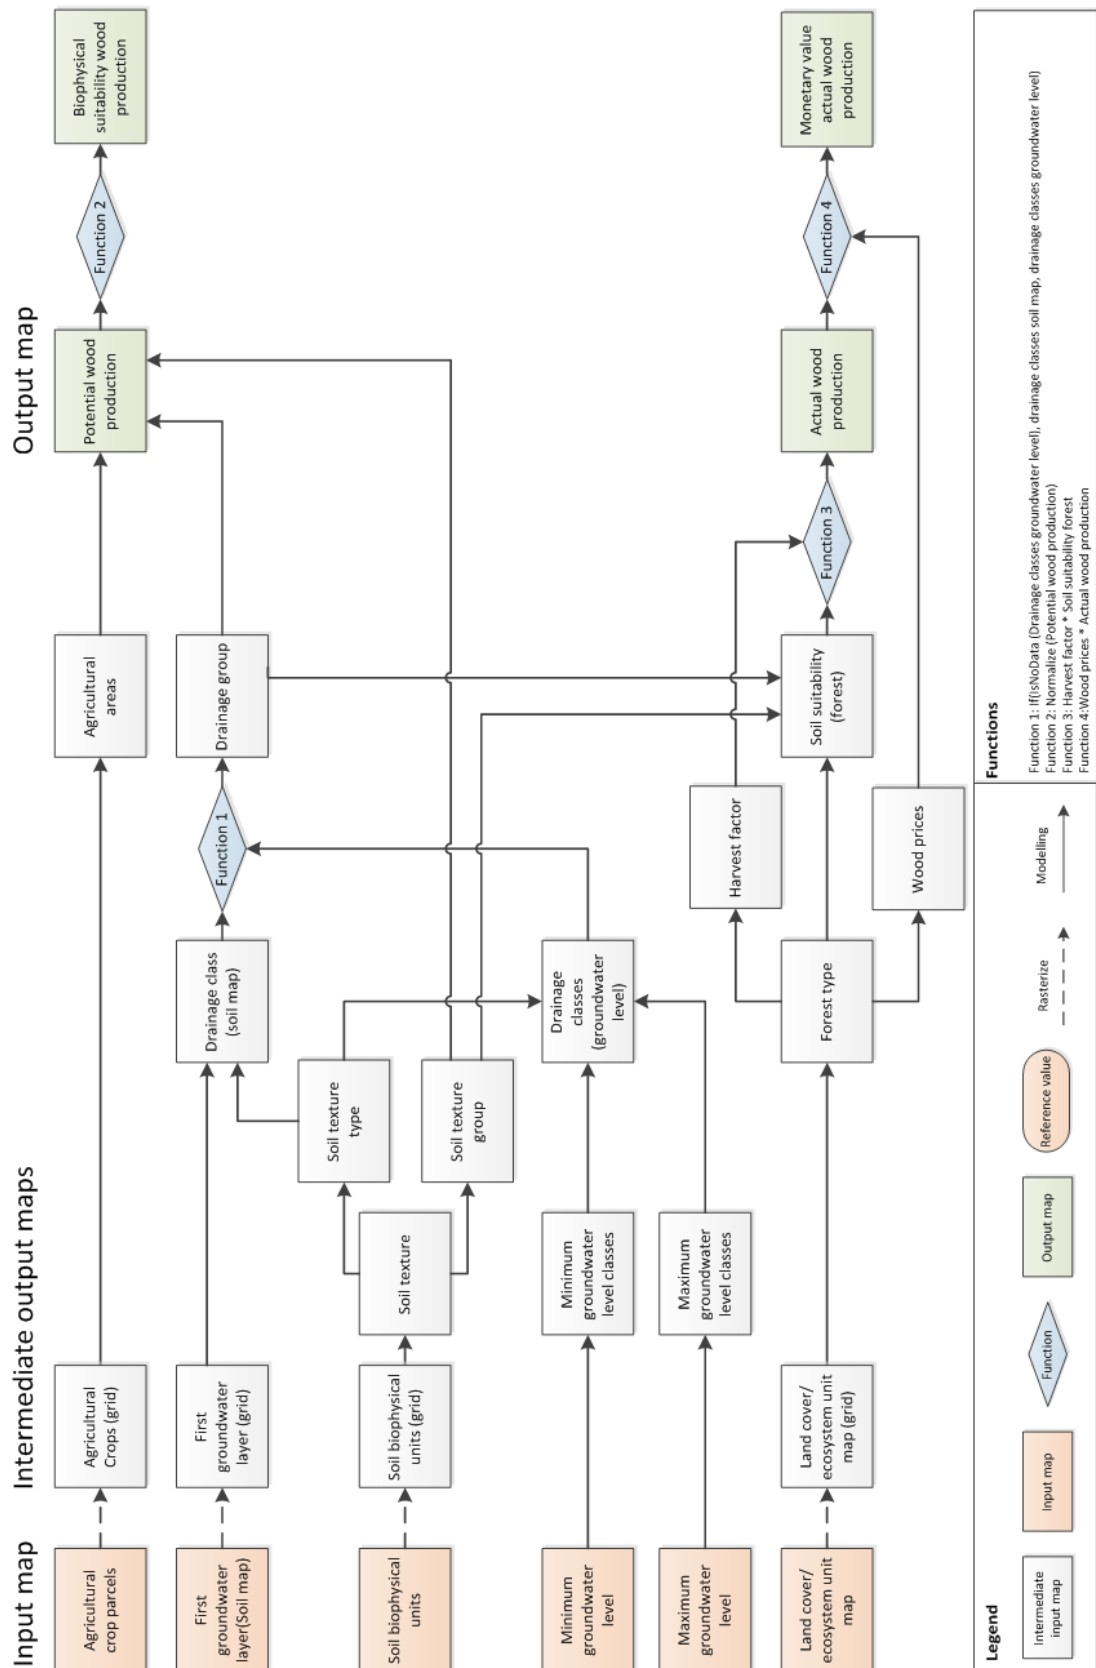 Input map
Intermediate output maps
Output map
Agricultural
crop parcels
Agricultural
Crops (grid)
Agricultural
areas
Potential wood
production
Function 2
Biophysical
suitability wood
production
First
groundwater
layer(Soil map)
First
groundwater
layer (grid)
Drainage class
(soil map)
Function 1
Drainage group
Soil biophysical
units
Soil biophysical
units (grid)
Soil texture
Soil texture
type
Soil texture
group
Minimum
groundwater
level
Minimum
groundwater
level classes
Drainage
classes
(groundwater
level)
Maximum
groundwater
level
Maximum
groundwater
level classes
Harvest factor
Land cover/
ecosystem unit
map
Land cover/
ecosystem unit
map (grid)
Forest type
Soil suitability
(forest)
Function 3
Actual wood
production
Function 4
Monetary value
actual wood
production
Wood prices
Legend
Intermediate
input map
Input map
Function
Output map
Reference value
Rasterize
Modelling
Functions
Function 1: If(IsNoData (Drainage classes groundwater level), drainage classes soil map, drainage classes groundwater level)
Function 2: Normalize (Potential wood production)
Function 3: Harvest factor * Soil suitability forest
Function 4:Wood prices * Actual wood production